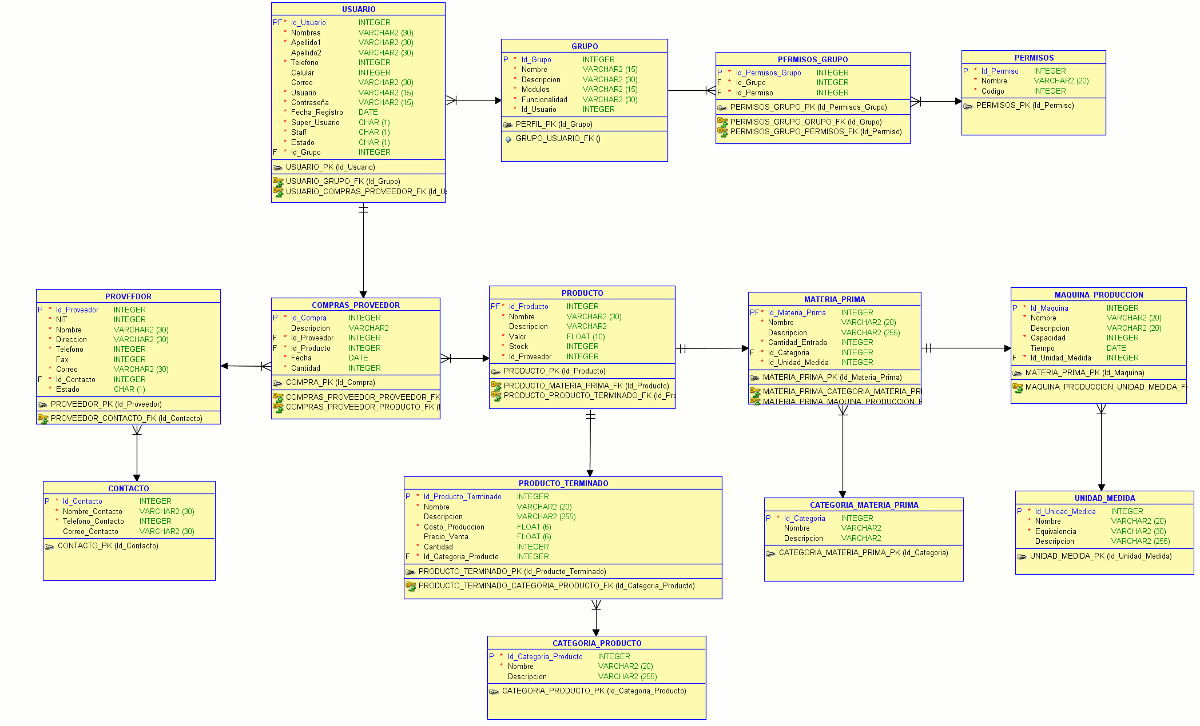 USUARIO
PF * Id_Usuario INTEGER
* Nombres VARCHAR2 (30)
* Apellido1 VARCHAR2 (30)
Apellido2 VARCHAR2 (30)
* Telefono INTEGER
Celular INTEGER
Correo VARCHAR2 (30)
* Usuario VARCHAR2 (15)
* Contraseña VARCHAR2 (15)
* Fecha_Registro DATE
* Super_Usuario CHAR (1)
* Staff CHAR (1)
* Estado CHAR (1)
F * Id_Grupo INTEGER
USUARIO_PK (Id_Usuario)
USUARIO_GRUPO_FK (Id_Grupo)
USUARIO_COMPRAS_PROVEEDOR_FK (Id_U
GRUPO
P * Id_Grupo INTEGER
* Nombre VARCHAR2 (15)
* Descripcion VARCHAR2 (30)
* Modulos VARCHAR2 (15)
* Funcionalidad VARCHAR2 (30)
* Id_Usuario INTEGER
PERFIL_PK (Id_Grupo)
GRUPO_USUARIO_FK ()
PERMISOS_GRUPO
P * Id_Permisos_Grupo INTEGER
F * Id_Grupo INTEGER
F * Id_Permiso INTEGER
PERMISOS_GRUPO_PK (Id_Permisos_Grupo)
PERMISOS_GRUPO_GRUPO_FK (Id_Grupo)
PERMISOS_GRUPO_PERMISOS_FK (Id_Permiso)
PERMISOS
P * Id_Permiso INTEGER
* Nombre VARCHAR2 (20)
* Codigo INTEGER
PERMISOS_PK (Id_Permiso)
PROVEEDOR
P * Id_Proveedor INTEGER
* NIT INTEGER
* Nombre VARCHAR2 (30)
* Direccion VARCHAR2 (30)
* Telefono INTEGER
Fax INTEGER
* Correo VARCHAR2 (30)
F * Id_Contacto INTEGER
* Estado CHAR (1)
PROVEEDOR_PK (Id_Proveedor)
PROVEEDOR_CONTACTO_FK (Id_Contacto)
COMPRAS_PROVEEDOR
P * Id_Compra INTEGER
Descripcion VARCHAR2
F * Id_Proveedor INTEGER
F * Id_Producto INTEGER
* Fecha DATE
* Cantidad INTEGER
COMPRA_PK (Id_Compra)
COMPRAS_PROVEEDOR_PROVEEDOR_FK
COMPRAS_PROVEEDOR_PRODUCTO_FK (I
PRODUCTO
PF * Id_Producto INTEGER
* Nombre VARCHAR2 (30)
Descripcion VARCHAR2
* Valor FLOAT (10)
* Stock INTEGER
* Id_Proveedor INTEGER
PRODUCTO_PK (Id_Producto)
PRODUCTO_MATERIA_PRIMA_FK (Id_Producto)
PRODUCTO_PRODUCTO_TERMINADO_FK (Id_Pr
MATERIA_PRIMA
PF * Id_Materia_Prima INTEGER
* Nombre VARCHAR2 (20)
Descripcion VARCHAR2 (255)
* Cantidad_Entrada INTEGER
F * Id_Categoria INTEGER
* Id_Unidad_Medida INTEGER
MATERIA_PRIMA_PK (Id_Materia_Prima)
MATERIA_PRIMA_CATEGORIA_MATERIA_PRI
MATERIA_PRIMA_MAQUINA_PRODUCCION_F
MAQUINA_PRODUCCION
P * Id_Maquina INTEGER
* Nombre VARCHAR2 (20)
Descripcion VARCHAR2 (20)
* Capacidad INTEGER
Tiempo DATE
F * Id_Unidad_Medida INTEGER
MATERIA_PRIMA_PK (Id_Maquina)
MAQUINA_PRODUCCION_UNIDAD_MEDIDA_F
CONTACTO
P * Id_Contacto INTEGER
* Nombre_Contacto VARCHAR2 (30)
* Telefono_Contacto INTEGER
Correo_Contacto VARCHAR2 (30)
CONTACTO_PK (Id_Contacto)
PRODUCTO_TERMINADO
P * Id_Producto_Terminado INTEGER
* Nombre VARCHAR2 (20)
Descripcion VARCHAR2 (255)
* Costo_Produccion FLOAT (6)
Precio_Venta FLOAT (6)
* Cantidad INTEGER
F * Id_Categoria_Producto INTEGER
PRODUCTO_TERMINADO_PK (Id_Producto_Terminado)
PRODUCTO_TERMINADO_CATEGORIA_PRODUCTO_FK (Id_Categoria_Producto)
CATEGORIA_MATERIA_PRIMA
P * Id_Categoria INTEGER
Nombre VARCHAR2
Descripcion VARCHAR2
CATEGORIA_MATERIA_PRIMA_PK (Id_Categoria)
UNIDAD_MEDIDA
P * Id_Unidad_Medida INTEGER
* Nombre VARCHAR2 (20)
* Equivalencia VARCHAR2 (30)
Descripcion VARCHAR2 (255)
UNIDAD_MEDIDA_PK (Id_Unidad_Medida)
CATEGORIA_PRODUCTO
P * Id_Categoria_Producto INTEGER
* Nombre VARCHAR2 (20)
Descripcion VARCHAR2 (255)
CATEGORIA_PRODUCTO_PK (Id_Categoria_Producto)